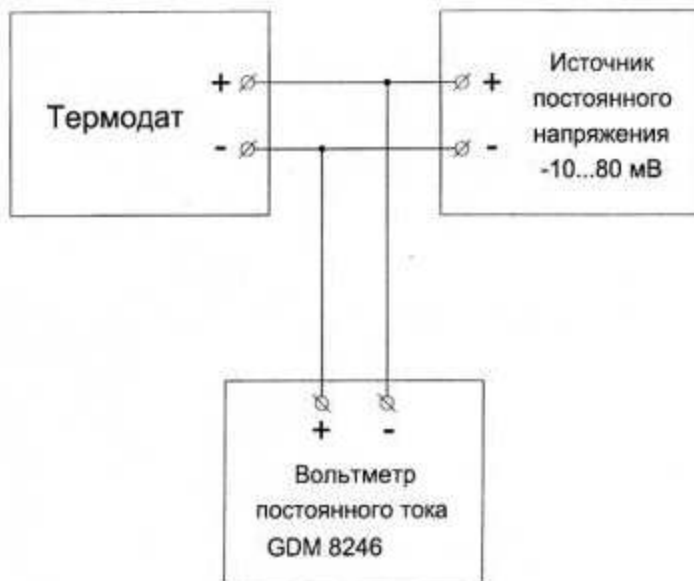 Термодат
+
-
+
-
Источник
постоянного
напряжения
-10...80 мВ
+ -
Вольтметр
постоянного тока
GDM 8246